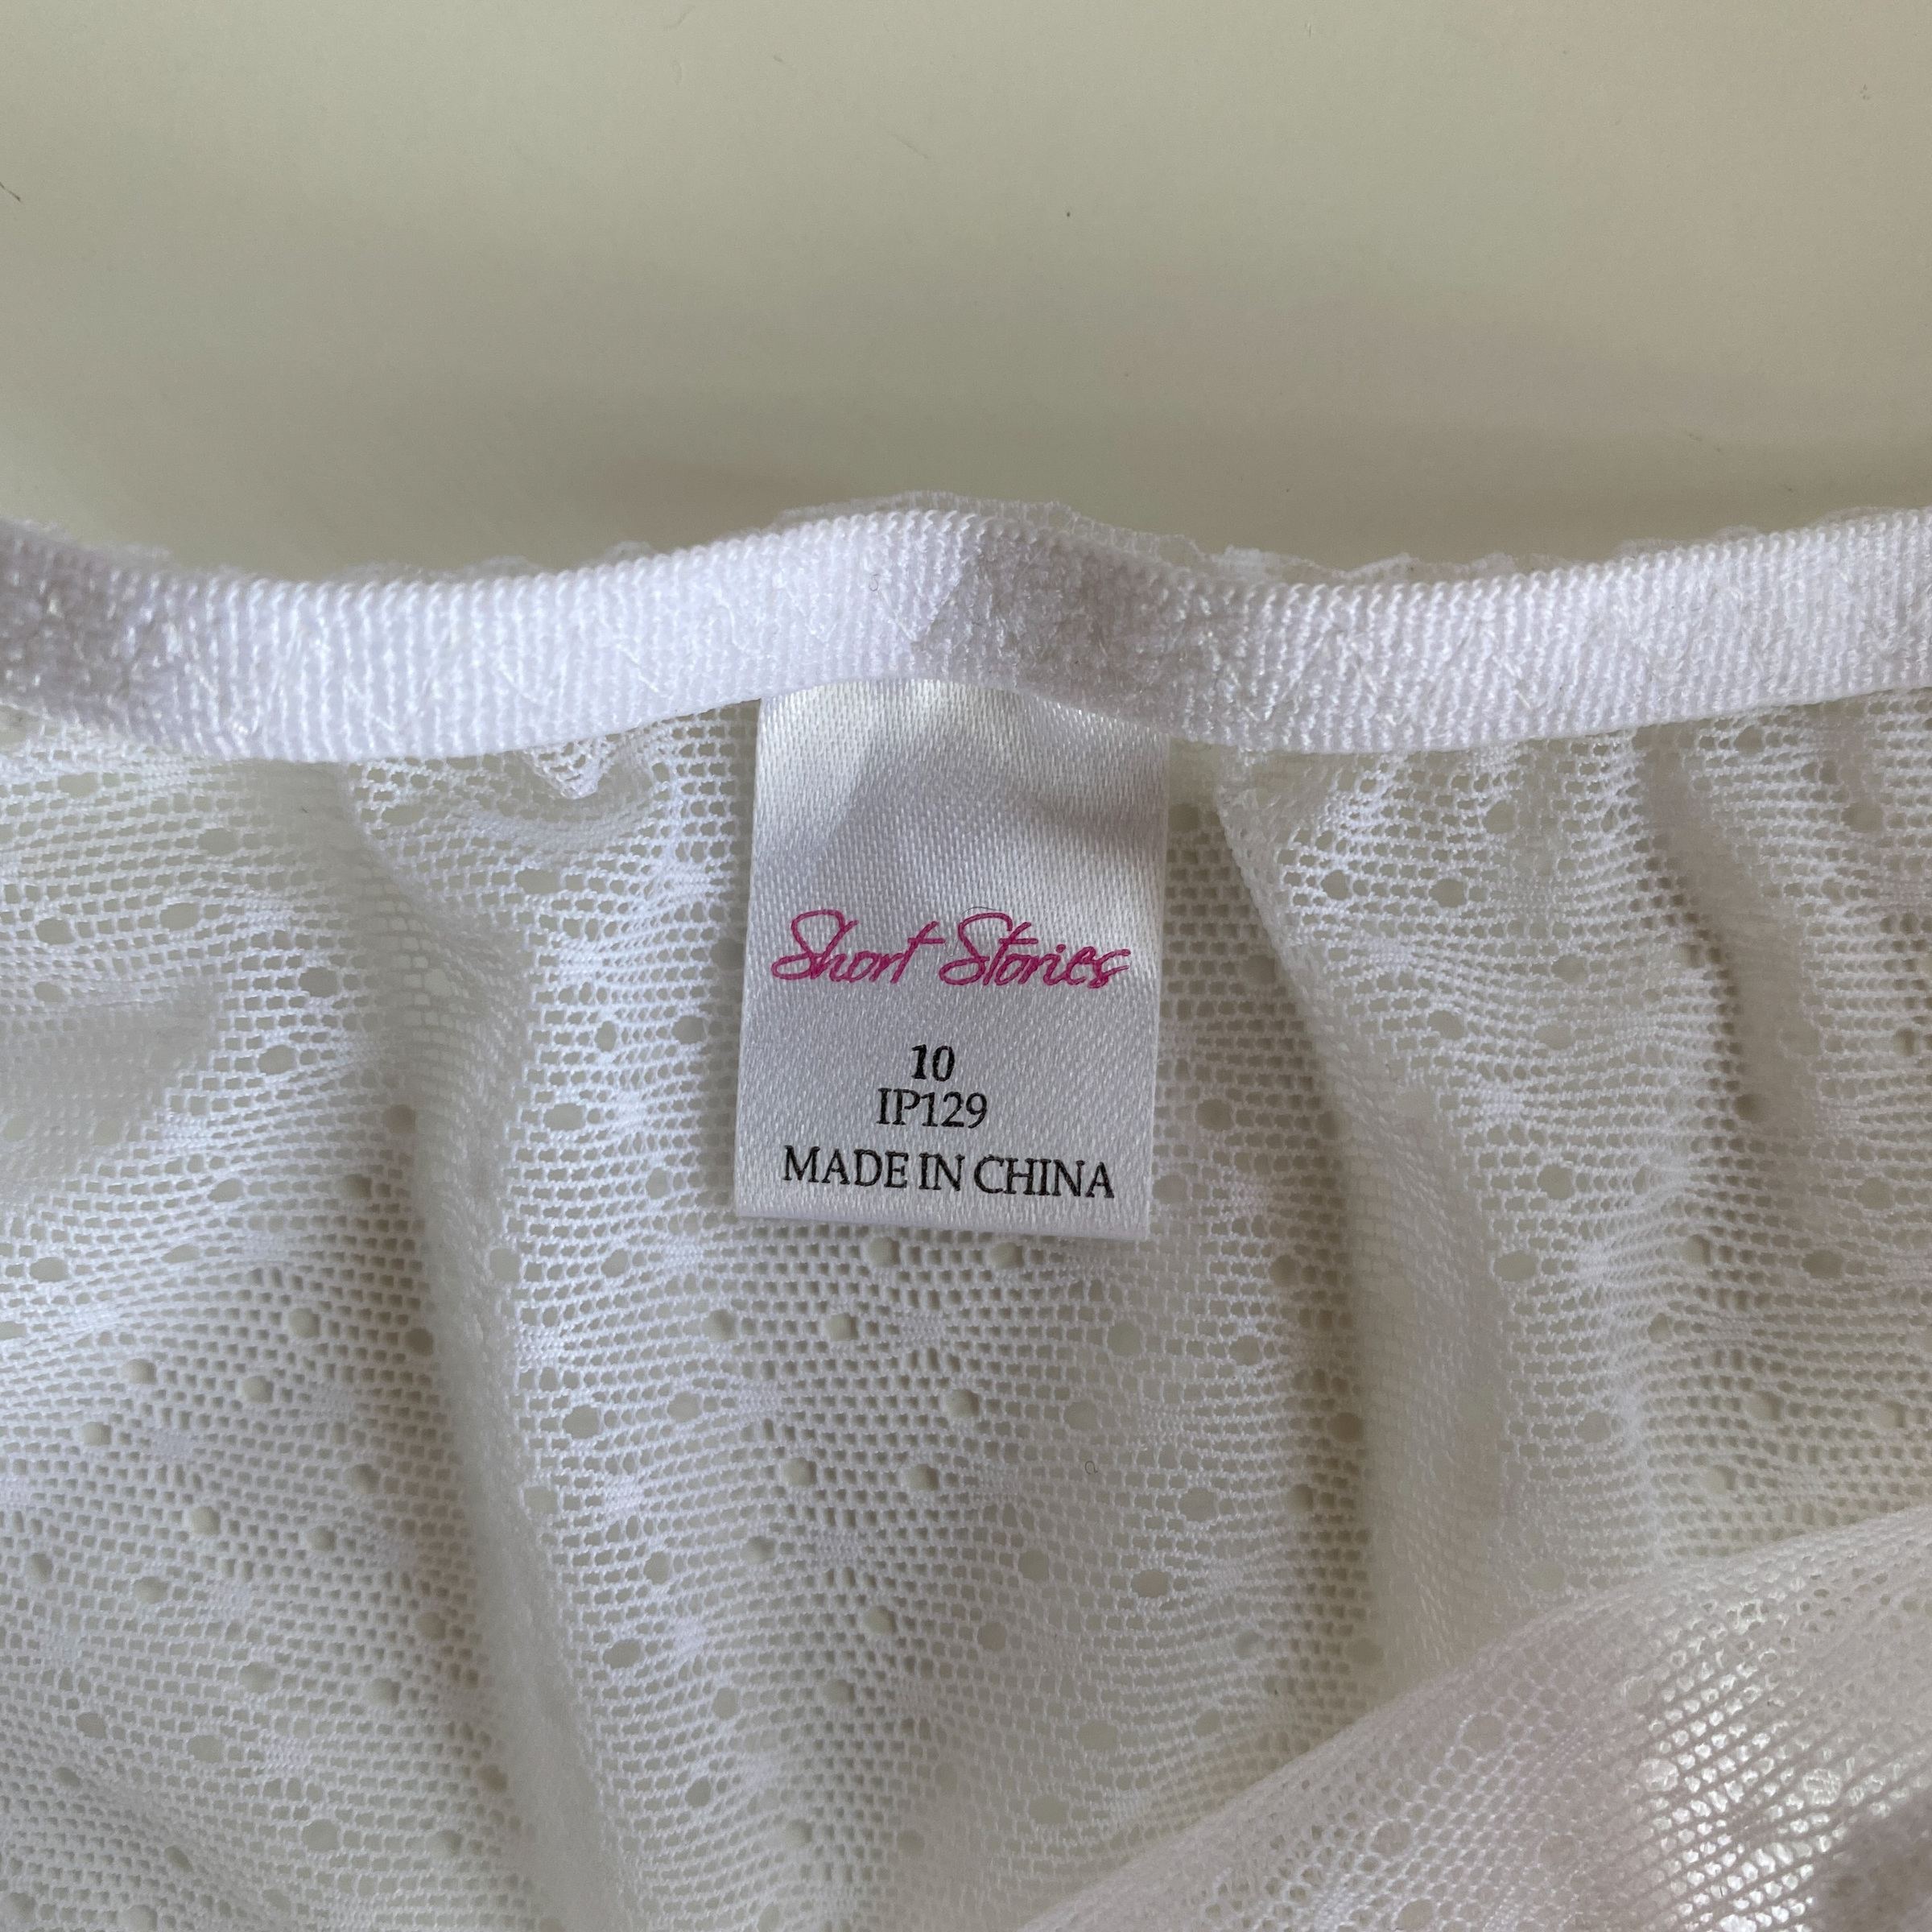 Short Stories
10
IP129
MADE IN CHINA